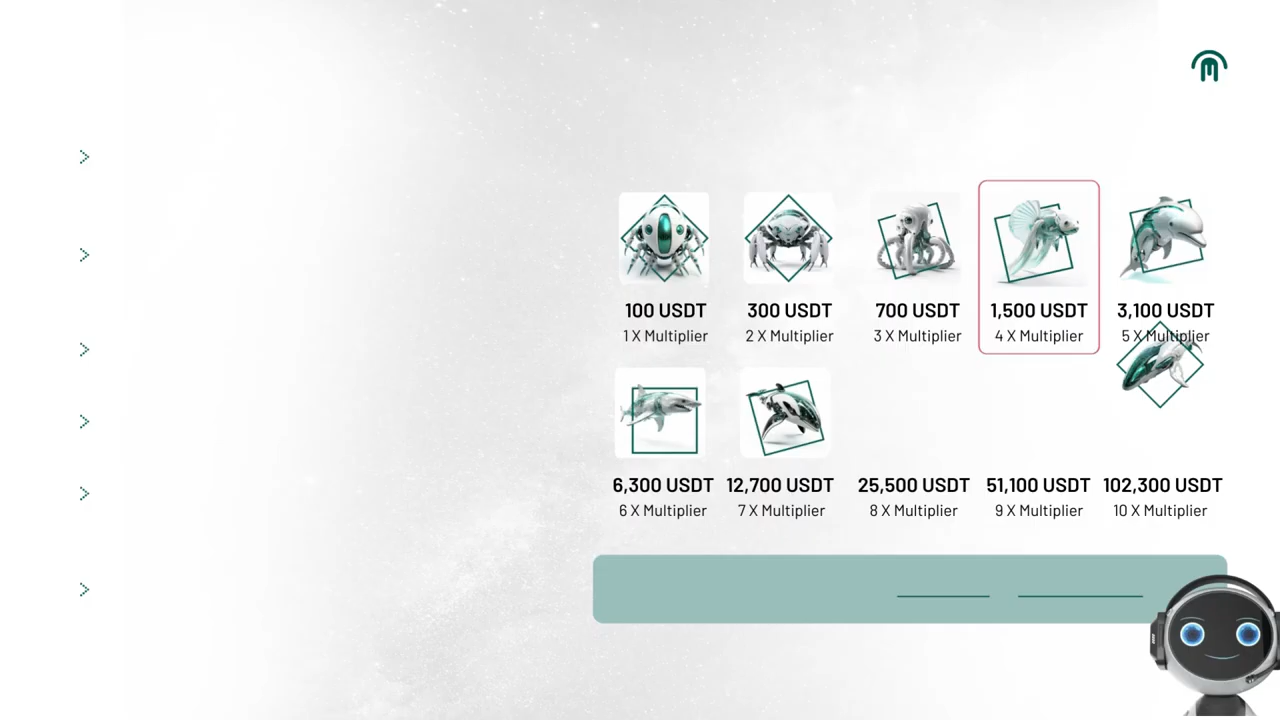 100 USDT 300 USDT 700 USDT 1,500 USDT 3,100 USDT
1 X Multiplier 2 X Multiplier 3 X Multiplier 4 X Multiplier 5 X Multiplier
6,300 USDT 12,700 USDT 25,500 USDT 51,100 USDT 102,300 USDT
6 X Multiplier 7 X Multiplier 8 X Multiplier 9 X Multiplier 10 X Multiplier